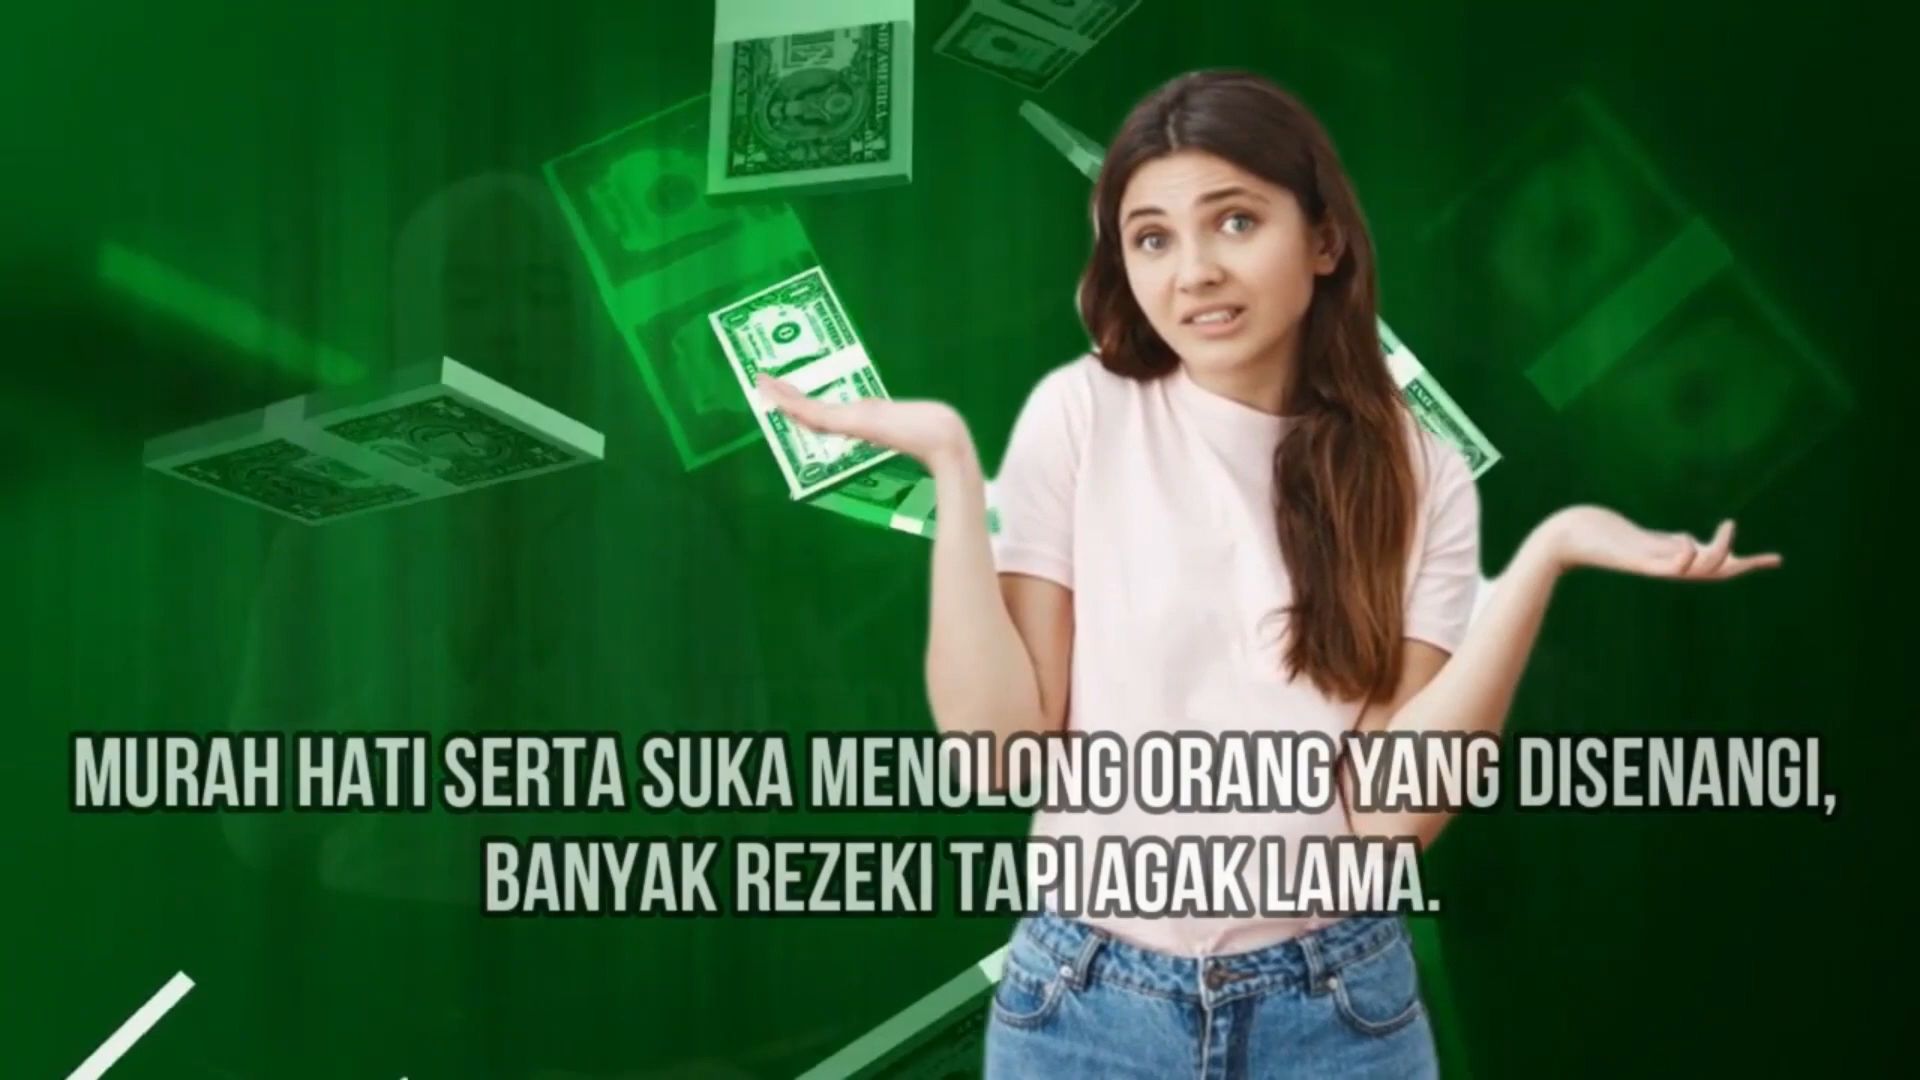 MURAH HATI SERTA SUKA MENOLONG ORANG YANG DISENANGI,
BANYAK REZEKI TAPI AGAK LAMA.